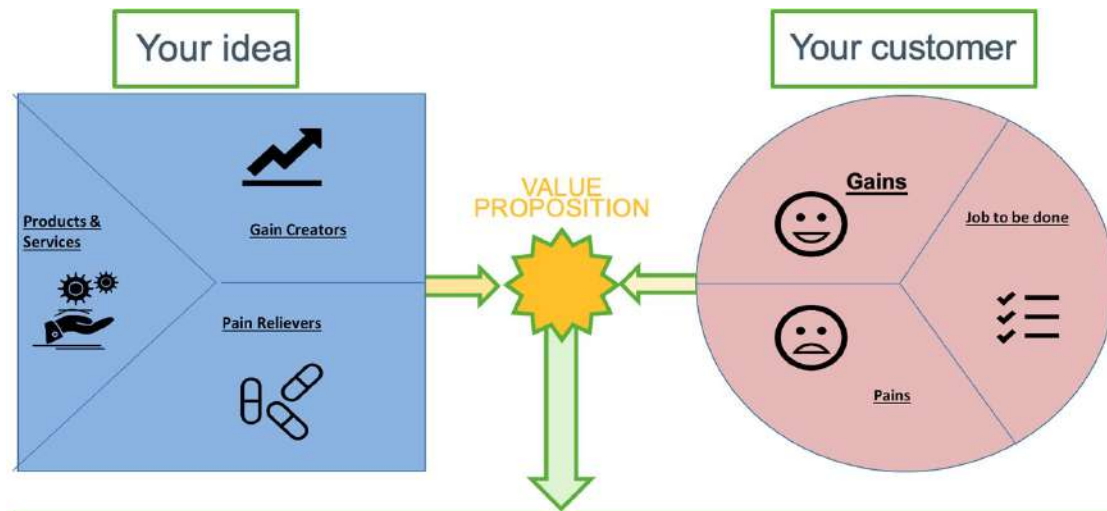 Your idea
Your customer
VALUE
PROPOSITION
Products &
Services
Gain Creators
Pain Relievers
Gains
Job to be done
Pains